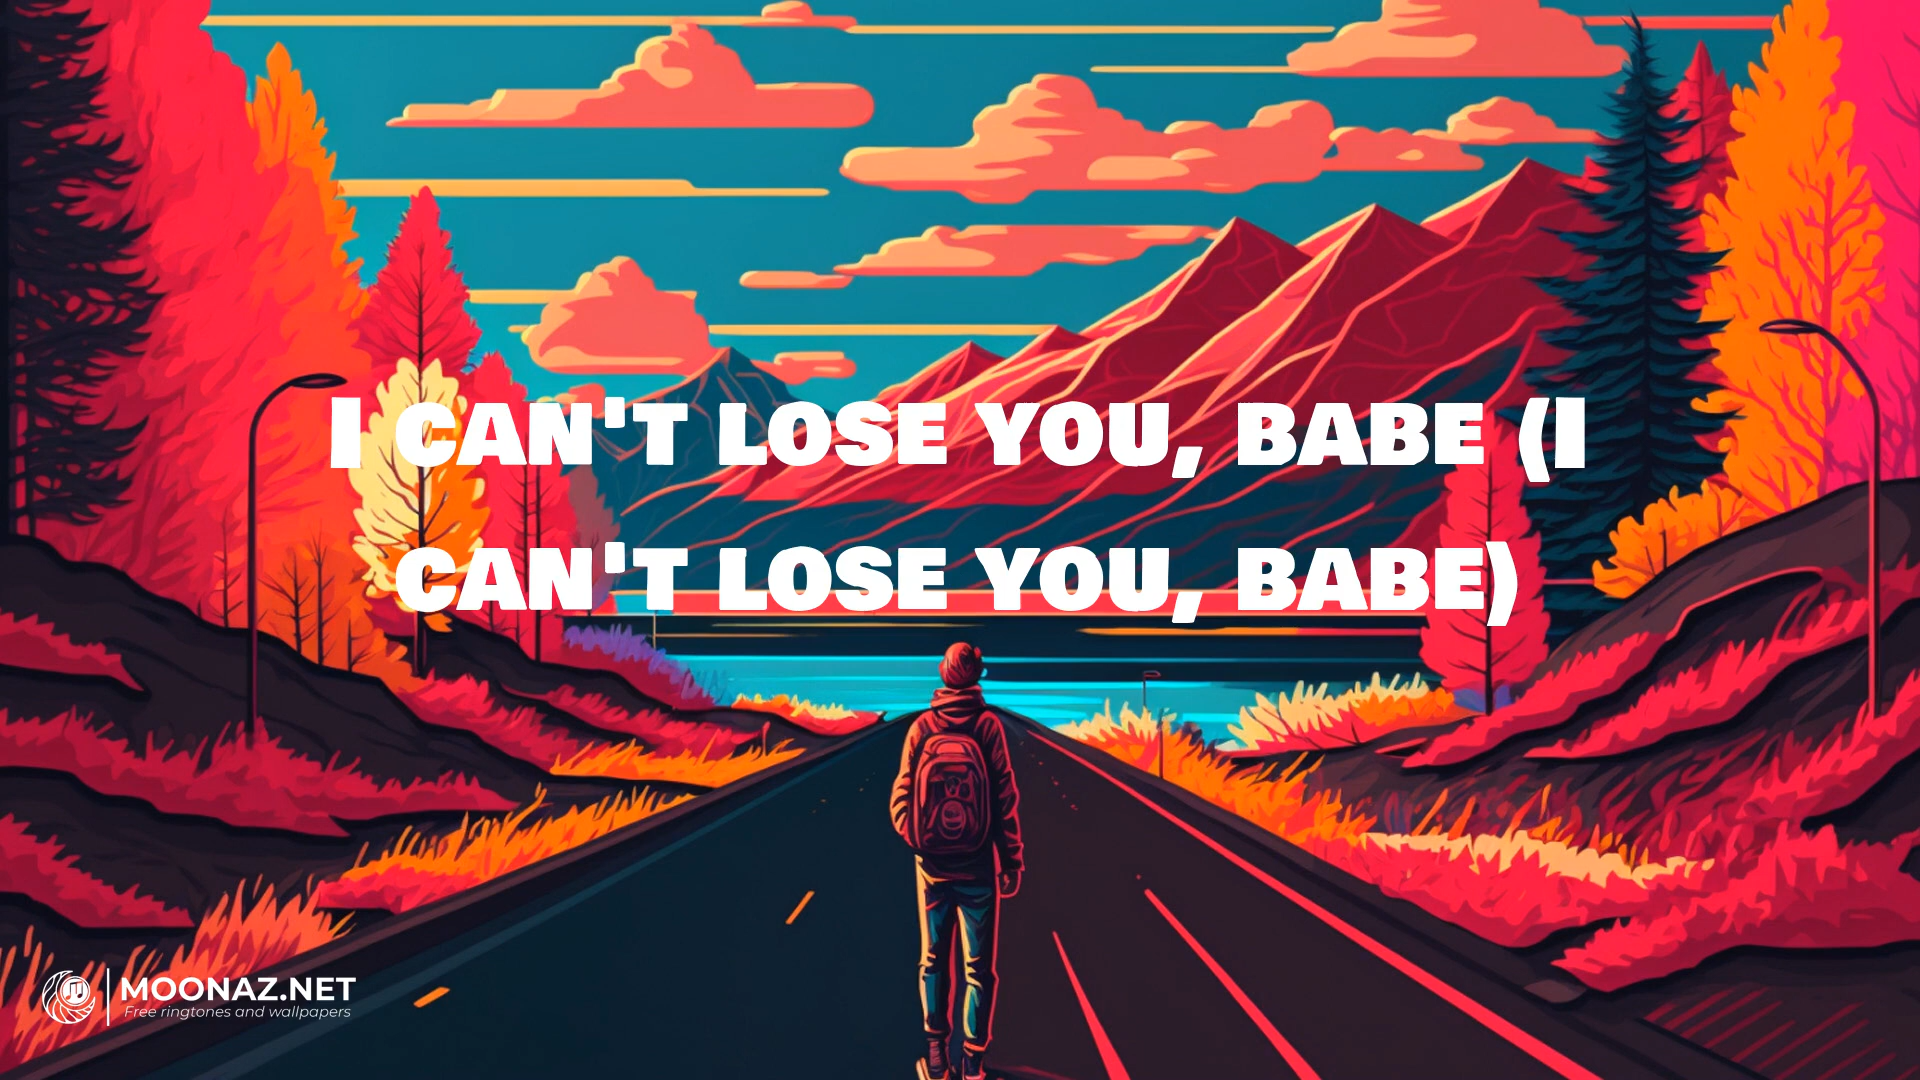 I CAN'T LOSE YOU, BABE (I
CAN'T LOSE YOU, BABE)
MOONAZ.NET
Free ringtones and wallpapers